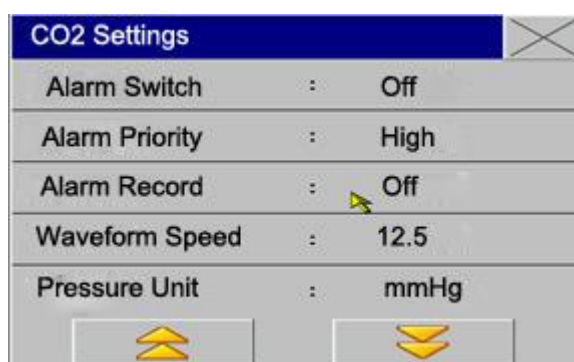 CO2 Settings
Alarm Switch : Off
Alarm Priority : High
Alarm Record : Off
Waveform Speed : 12.5
Pressure Unit : mmHg